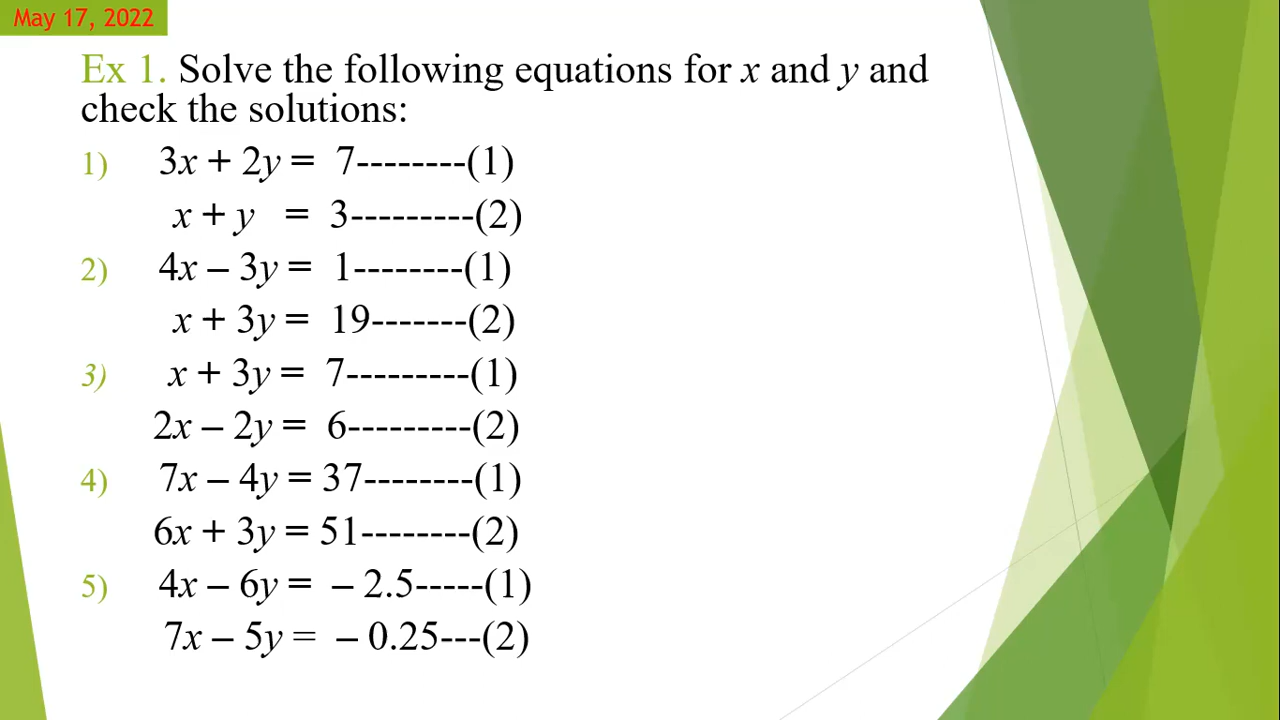 May 17, 2022
Ex 1. Solve the following equations for x and y and
check the solutions:
1) 3x + 2y = 7--------(1)
x + y = 3---------(2)
2) 4x – 3y = 1--------(1)
x + 3y = 19-------(2)
3) x + 3y = 7---------(1)
2x – 2y = 6---------(2)
4) 7x – 4y = 37--------(1)
6x + 3y = 51--------(2)
5) 4x – 6y = – 2.5-----(1)
7x – 5y = – 0.25---(2)